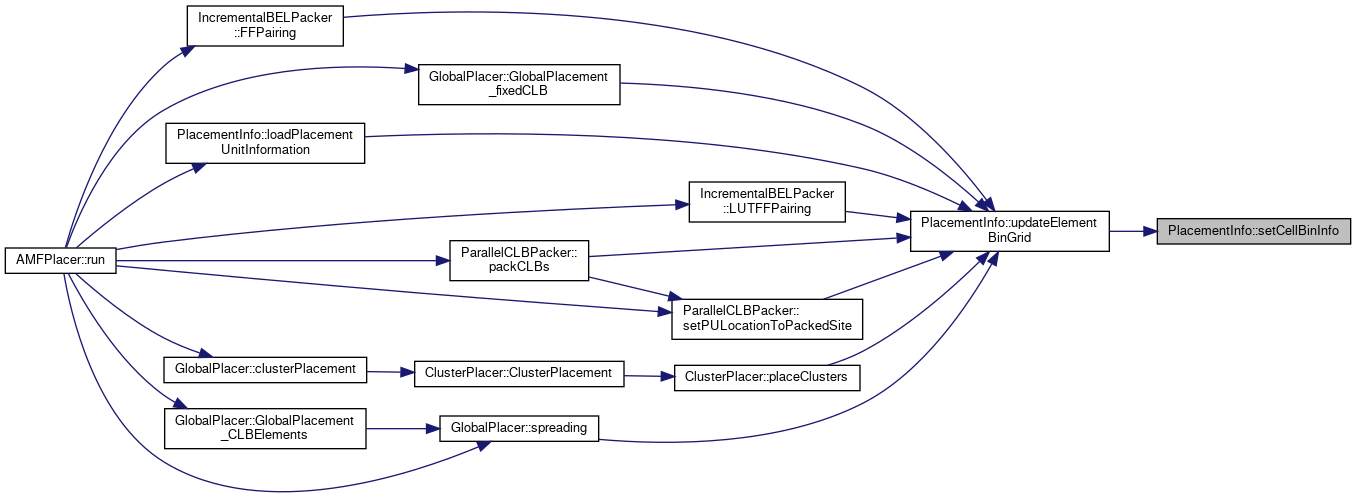 IncrementalBELPacker
::FFPairing
GlobalPlacer::GlobalPlacement
_fixedCLB
PlacementInfo::loadPlacement
UnitInformation
IncrementalBELPacker
::LUTFFPairing
PlacementInfo::updateElement
BinGrid
PlacementInfo::setCellBinInfo
AMFPlacer::run
ParallelCLBPacker::
packCLBs
ParallelCLBPacker::
setPULocationToPackedSite
GlobalPlacer::clusterPlacement
ClusterPlacer::ClusterPlacement
ClusterPlacer::placeClusters
GlobalPlacer::GlobalPlacement
_CLBElements
GlobalPlacer::spreading